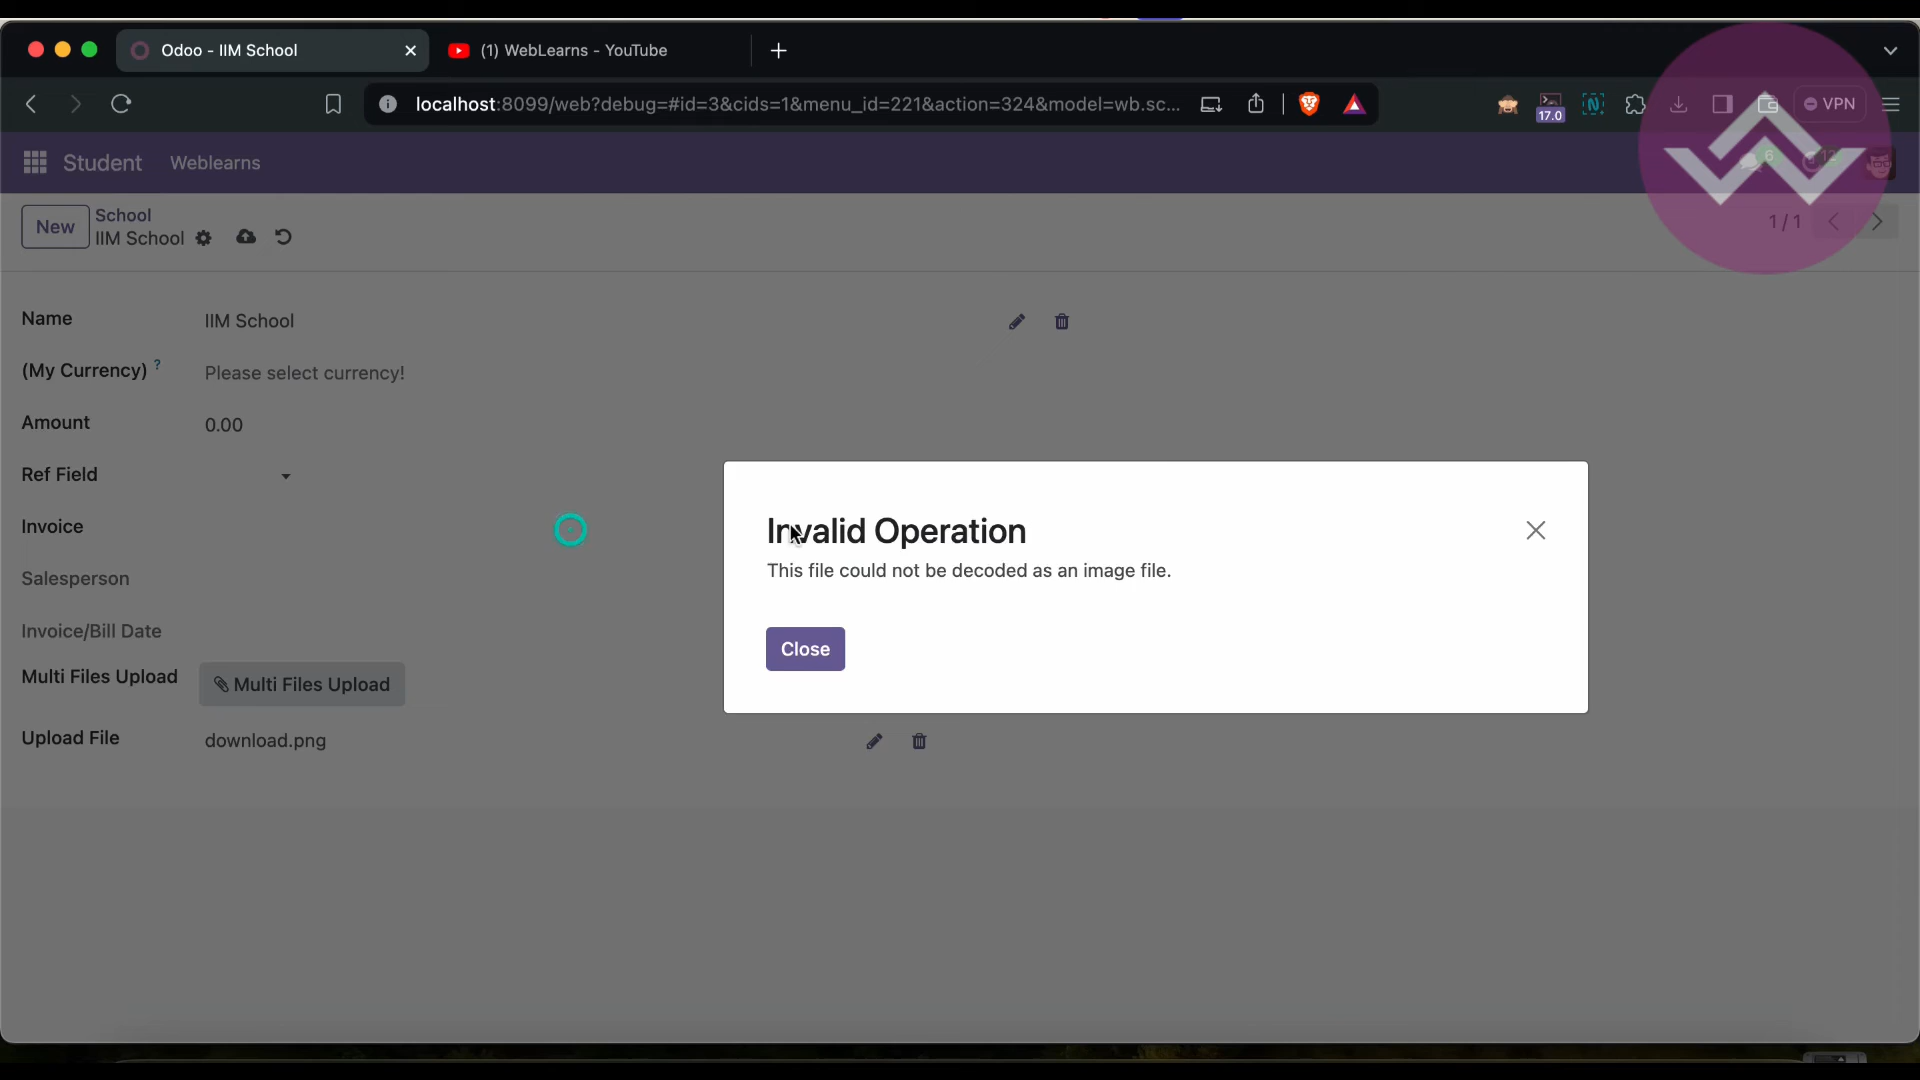 Odoo - IIM School
(1) WebLearns - YouTube
localhost:8099/web?debug=#id=3&cids=1&menu_id=221&action=324&model=wb.sc...
17.0
VPN
Student
Weblearns
6
12
New
School
IIM School
1 / 1
Name
IIM School
(My Currency) ?
Please select currency!
Amount
0.00
Ref Field
Invoice
Invalid Operation
This file could not be decoded as an image file.
Salesperson
Invoice/Bill Date
Close
Multi Files Upload
Multi Files Upload
Upload File
download.png